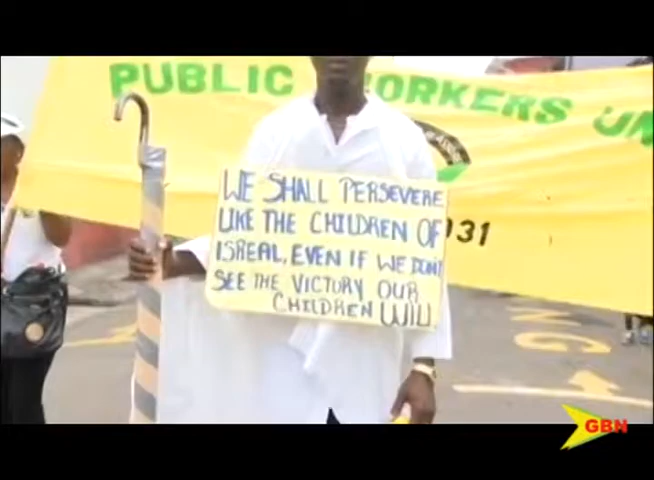 PUBLIC WORKERS UN
WE SHALL PERSEVERE
LIKE THE CHILDREN OF
ISREAL, EVEN IF WE DON'T
SEE THE VICTORY OUR
CHILDREN WILL
931
GBN